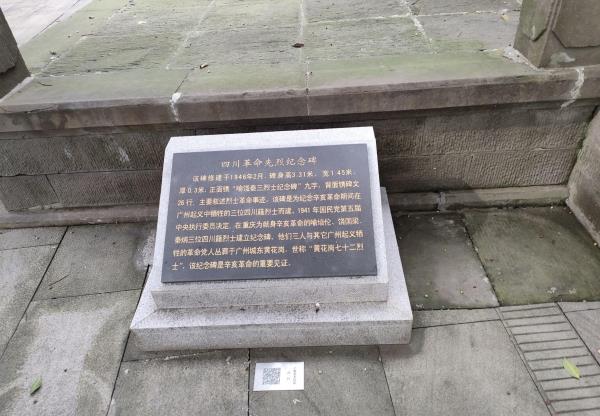 四川革命先烈纪念碑
该碑修建于1946年2月，碑身高3.31米，宽1.45米，
厚0.3米，正面镌“喻饶秦三烈士纪念碑”九字，背面镌碑文
26行，主要叙述烈士革命事迹。该碑是为纪念辛亥革命期间在
广州起义中牺牲的三位四川籍烈士而建，1941年国民党第五届
中央执行委员决定，在重庆为就身辛亥革命的喻培伦、饶国梁、
秦炳三位四川籍烈士建立纪念碑，他们三人与其它广州起义牺
牲的革命党人丛葬于广州城东黄花岗，世称“黄花岗七十二烈
士”，该纪念碑是辛亥革命的重要见证。